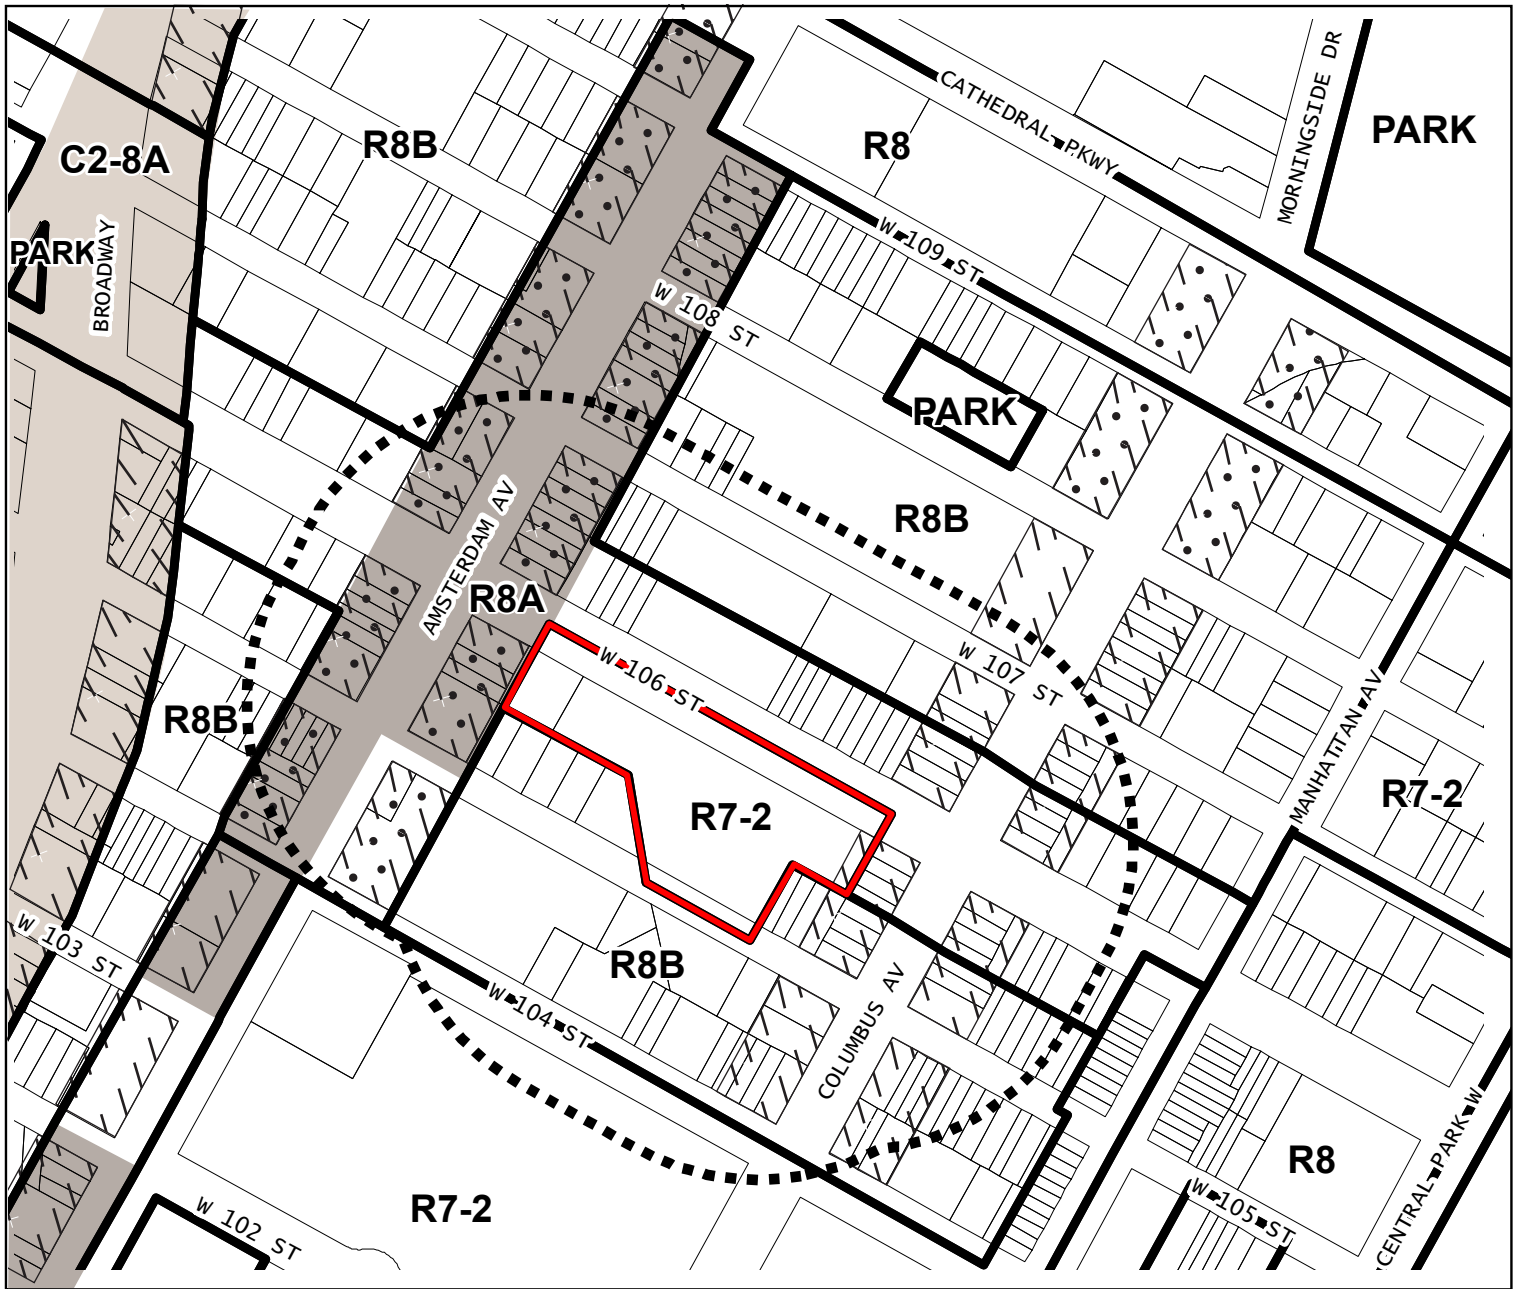 MORNINGSIDE DR
CATHEDRAL PKWY
PARK
R8B
R8
C2-8A
PARK
BROADWAY
W 109 ST
W 108 ST
PARK
R8B
AMSTERDAM AV
R8A
W 106 ST
W 107 ST
R8B
MANHATTAN AV
R7-2
R7-2
W 103 ST
R8B
W 104 ST
COLUMBUS AV
CENTRAL PARK W
R8
R7-2
W 102 ST
W 105 ST